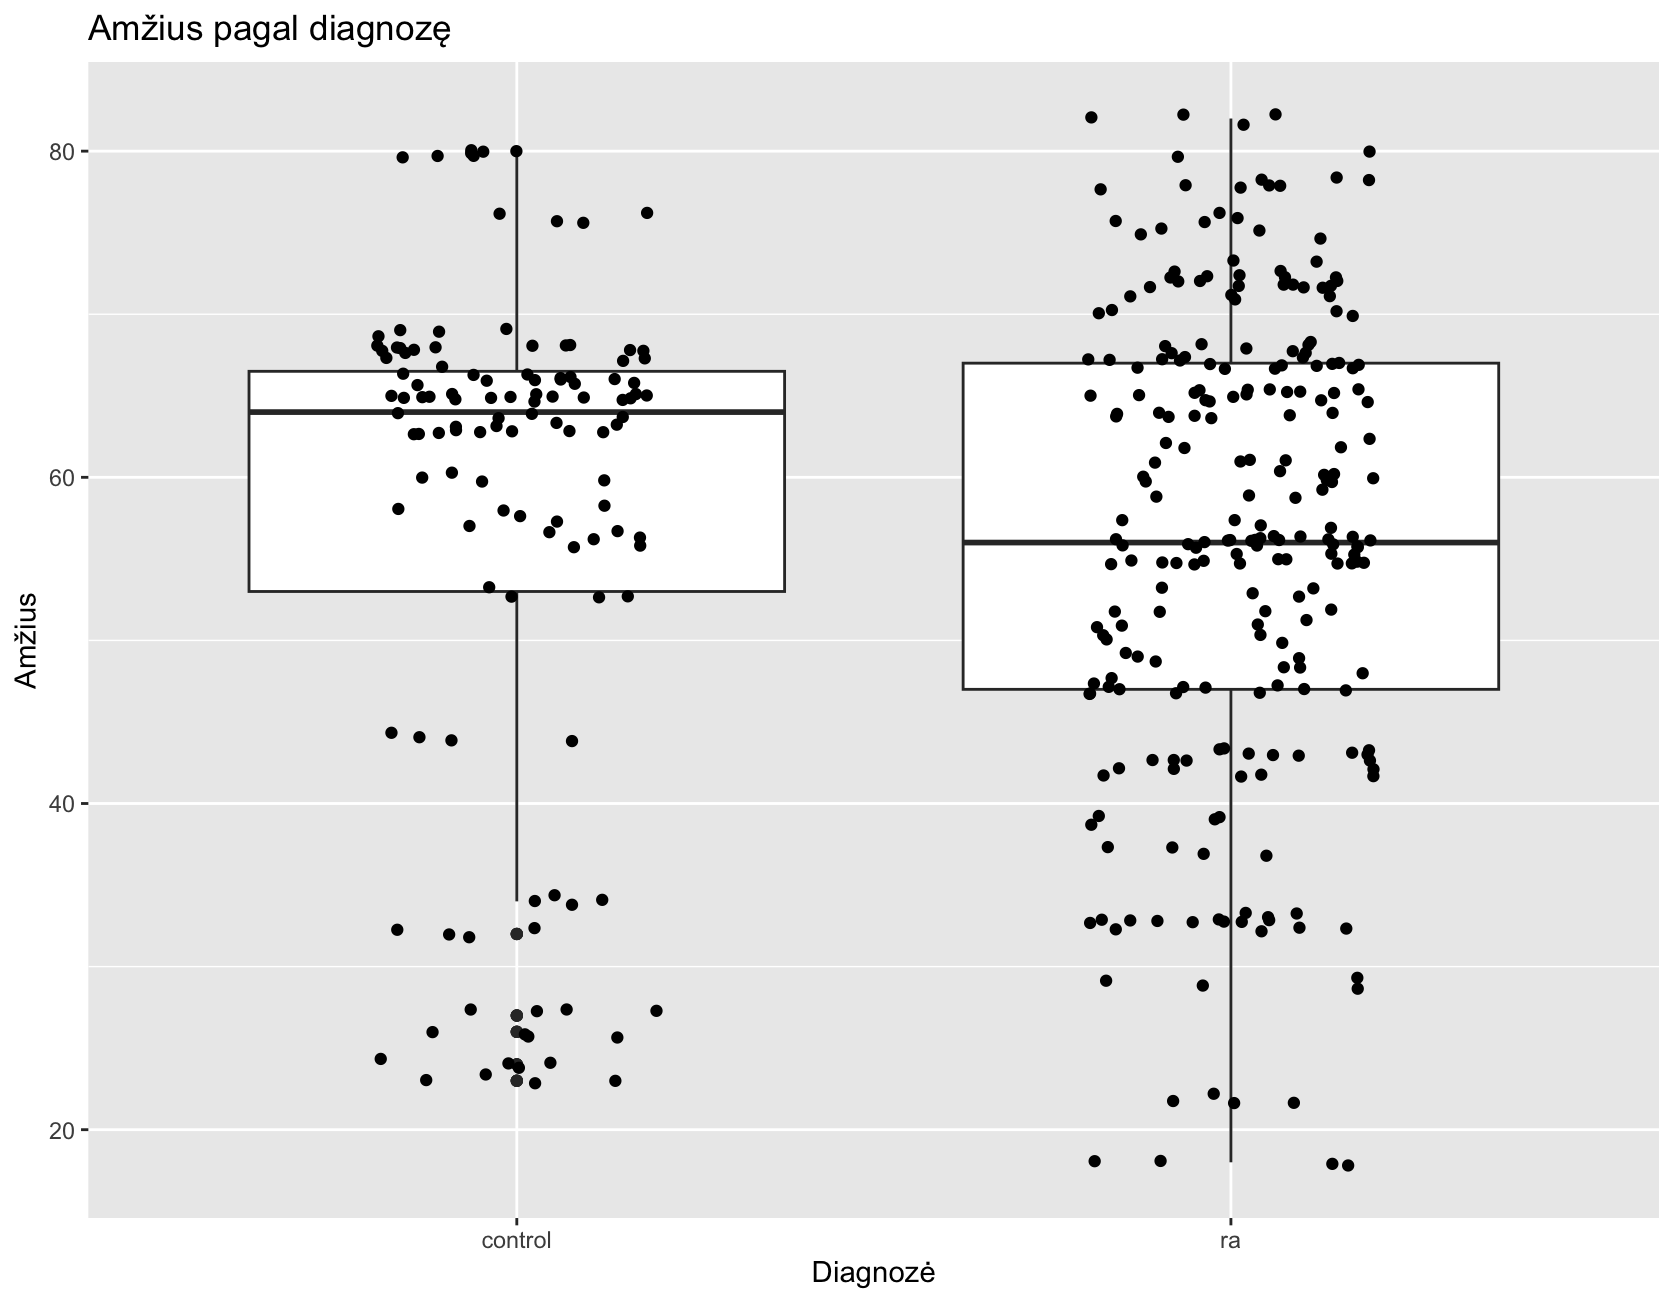 Amžius pagal diagnozę
80
60
40
20
Amžius
control
ra
Diagnozė